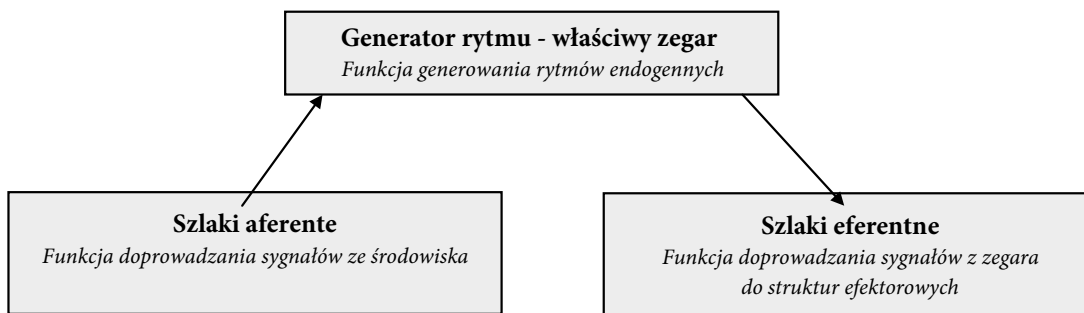 Generator rytmu - właściwy zegar
Funkcja generowania rytmów endogennych
Szlaki aferente
Funkcja doprowadzania sygnałów ze środowiska
Szlaki eferentne
Funkcja doprowadzania sygnałów z zegara
do struktur efektorowych